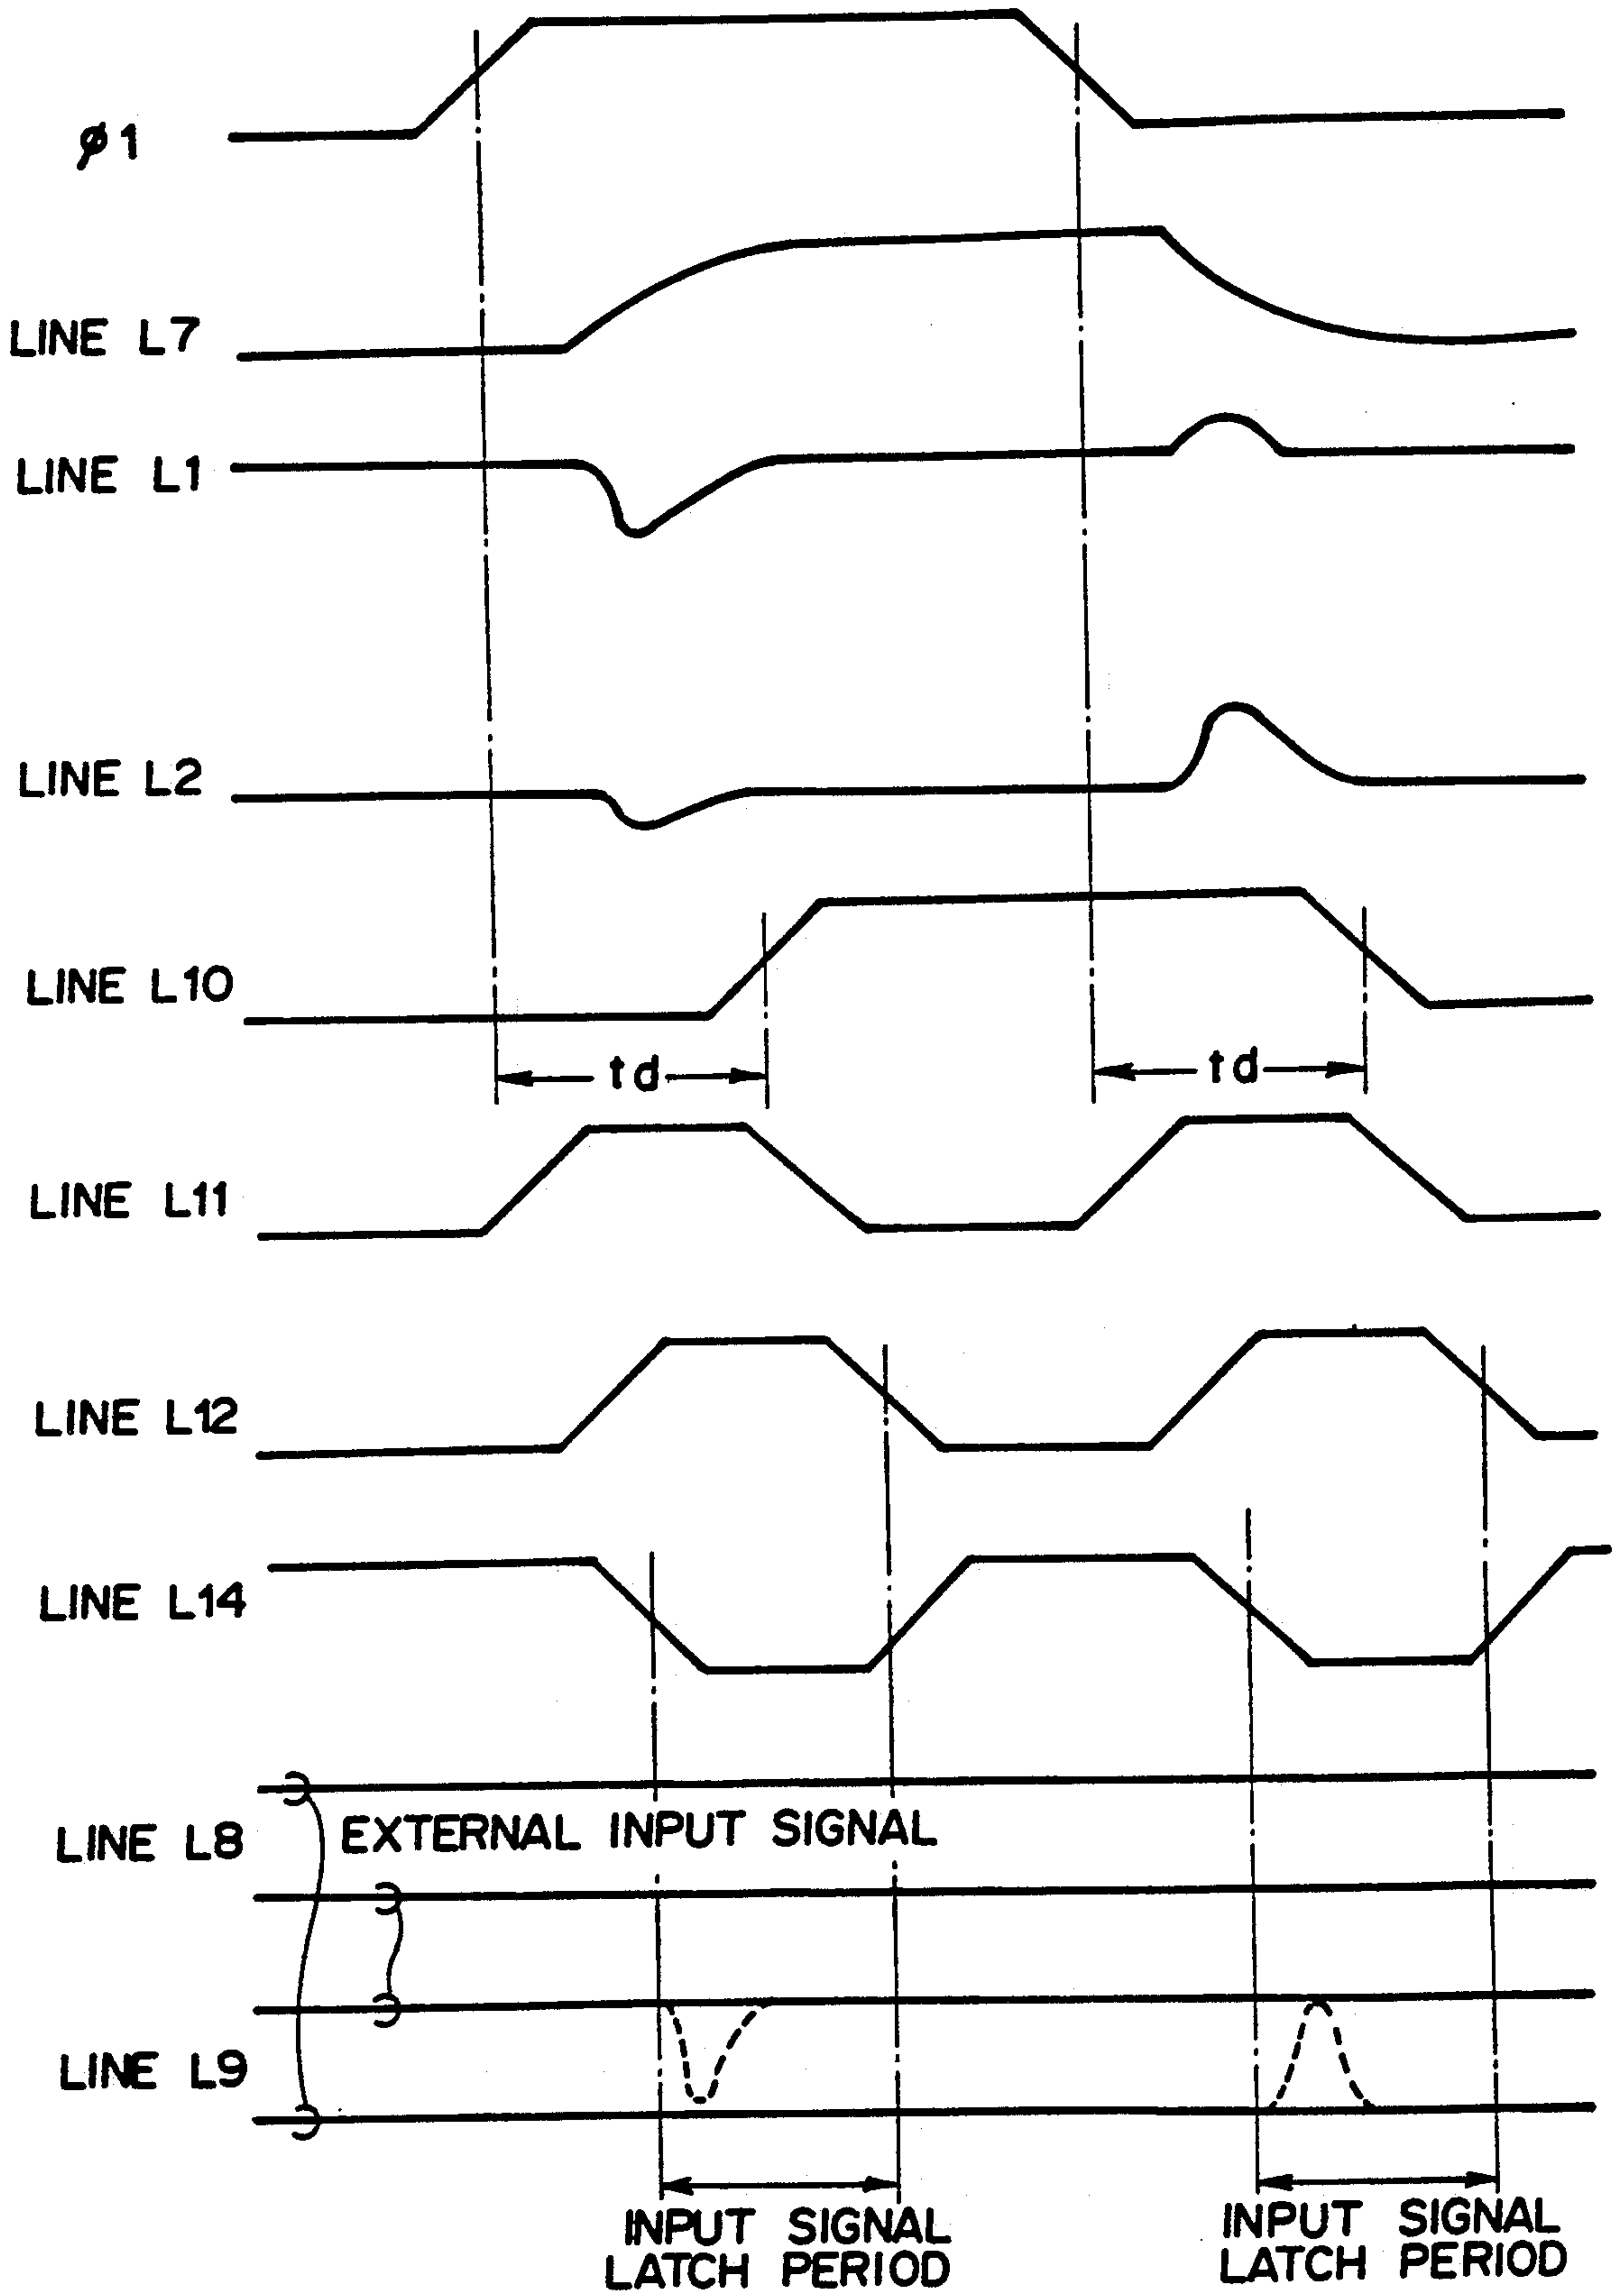 ø1
LINE L7
LINE L1
LINE L2
LINE L10
td td
LINE L11
LINE L12
LINE L14
LINE L8
EXTERNAL INPUT SIGNAL
LINE L9
INPUT SIGNAL
LATCH PERIOD
INPUT SIGNAL
LATCH PERIOD